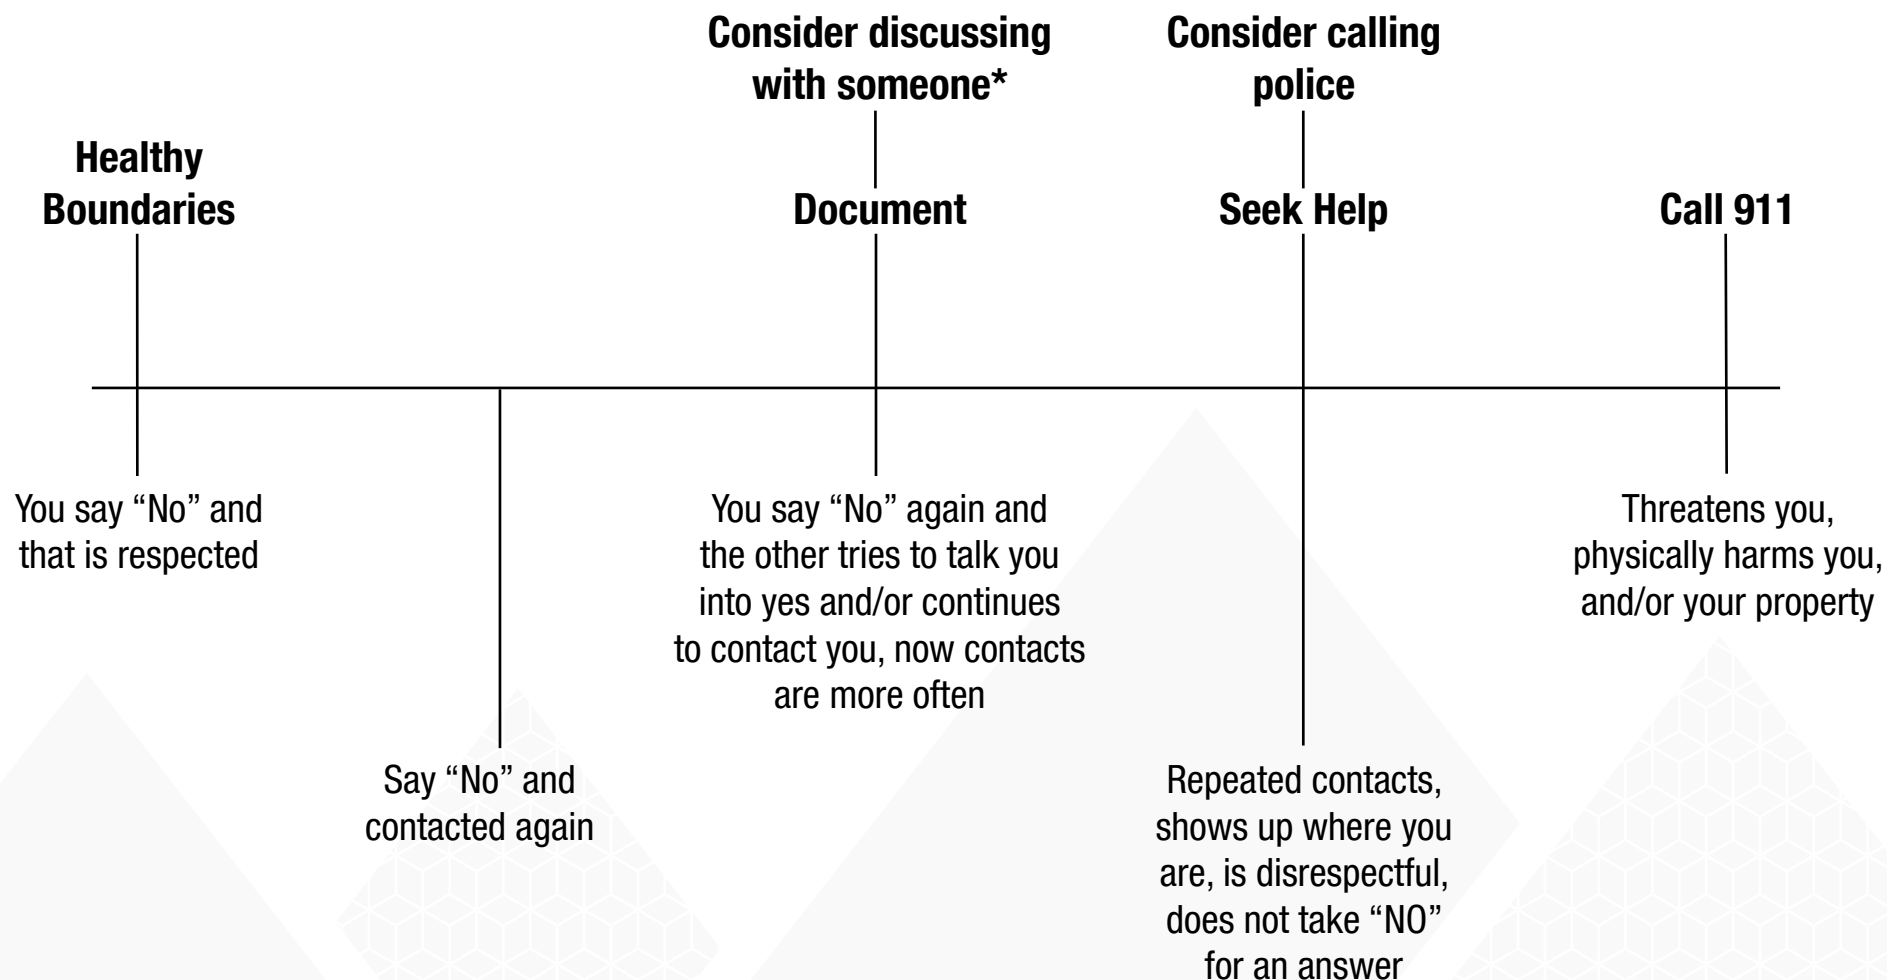 Consider discussing
with someone*
Consider calling
police
Healthy
Boundaries
Document
Seek Help
Call 911
You say “No” and
that is respected
Say “No” and
contacted again
You say “No” again and
the other tries to talk you
into yes and/or continues
to contact you, now contacts
are more often
Repeated contacts,
shows up where you
are, is disrespectful,
does not take “NO”
for an answer
Threatens you,
physically harms you,
and/or your property